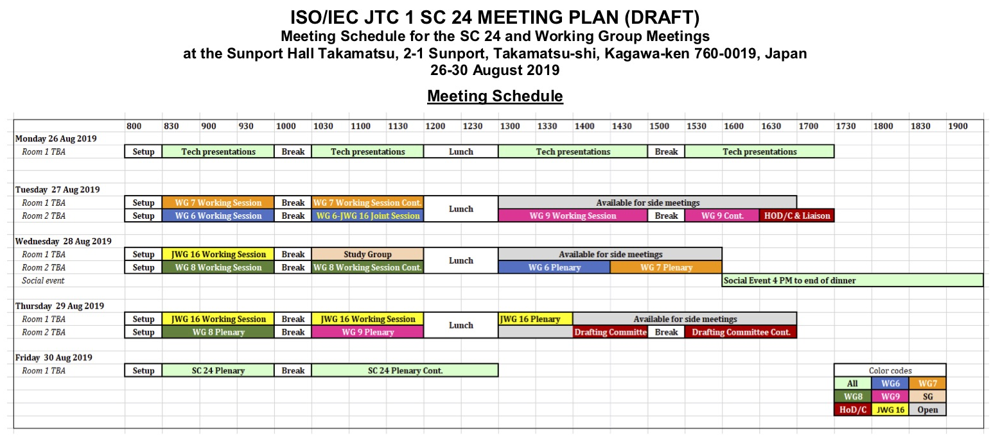 ISO/IEC JTC 1 SC 24 MEETING PLAN (DRAFT)
Meeting Schedule for the SC 24 and Working Group Meetings
at the Sunport Hall Takamatsu, 2-1 Sunport, Takamatsu-shi, Kagawa-ken 760-0019, Japan
26-30 August 2019
Meeting Schedule
800 830 900 930 1000 1030 1100 1130 1200 1230 1300 1330 1400 1430 1500 1530 1600 1630 1700 1730 1800 1830 1900
Monday 26 Aug 2019
Room 1 TBA Setup Tech presentations Break Tech presentations Lunch Tech presentations Break Tech presentations
Tuesday 27 Aug 2019
Room 1 TBA Setup WG 7 Working Session Break WG 7 Working Session Cont. Lunch Available for side meetings
Room 2 TBA Setup WG 6 Working Session Break WG 6-JWG 16 Joint Session WG 9 Working Session Break WG 9 Cont. HOD/C & Liaison
Wednesday 28 Aug 2019
Room 1 TBA Setup JWG 16 Working Session Break Study Group Lunch Available for side meetings
Room 2 TBA Setup WG 8 Working Session Break WG 8 Working Session Cont. WG 6 Plenary WG 7 Plenary
Social event Social Event 4 PM to end of dinner
Thursday 29 Aug 2019
Room 1 TBA Setup JWG 16 Working Session Break JWG 16 Working Session Lunch JWG 16 Plenary Available for side meetings
Room 2 TBA Setup WG 8 Plenary Break WG 9 Plenary Drafting Committe Break Drafting Committee Cont.
Friday 30 Aug 2019
Room 1 TBA Setup SC 24 Plenary Break SC 24 Plenary Cont. Color codes
All WG6 WG7
WG8 WG9 SG
HoD/C JWG 16 Open